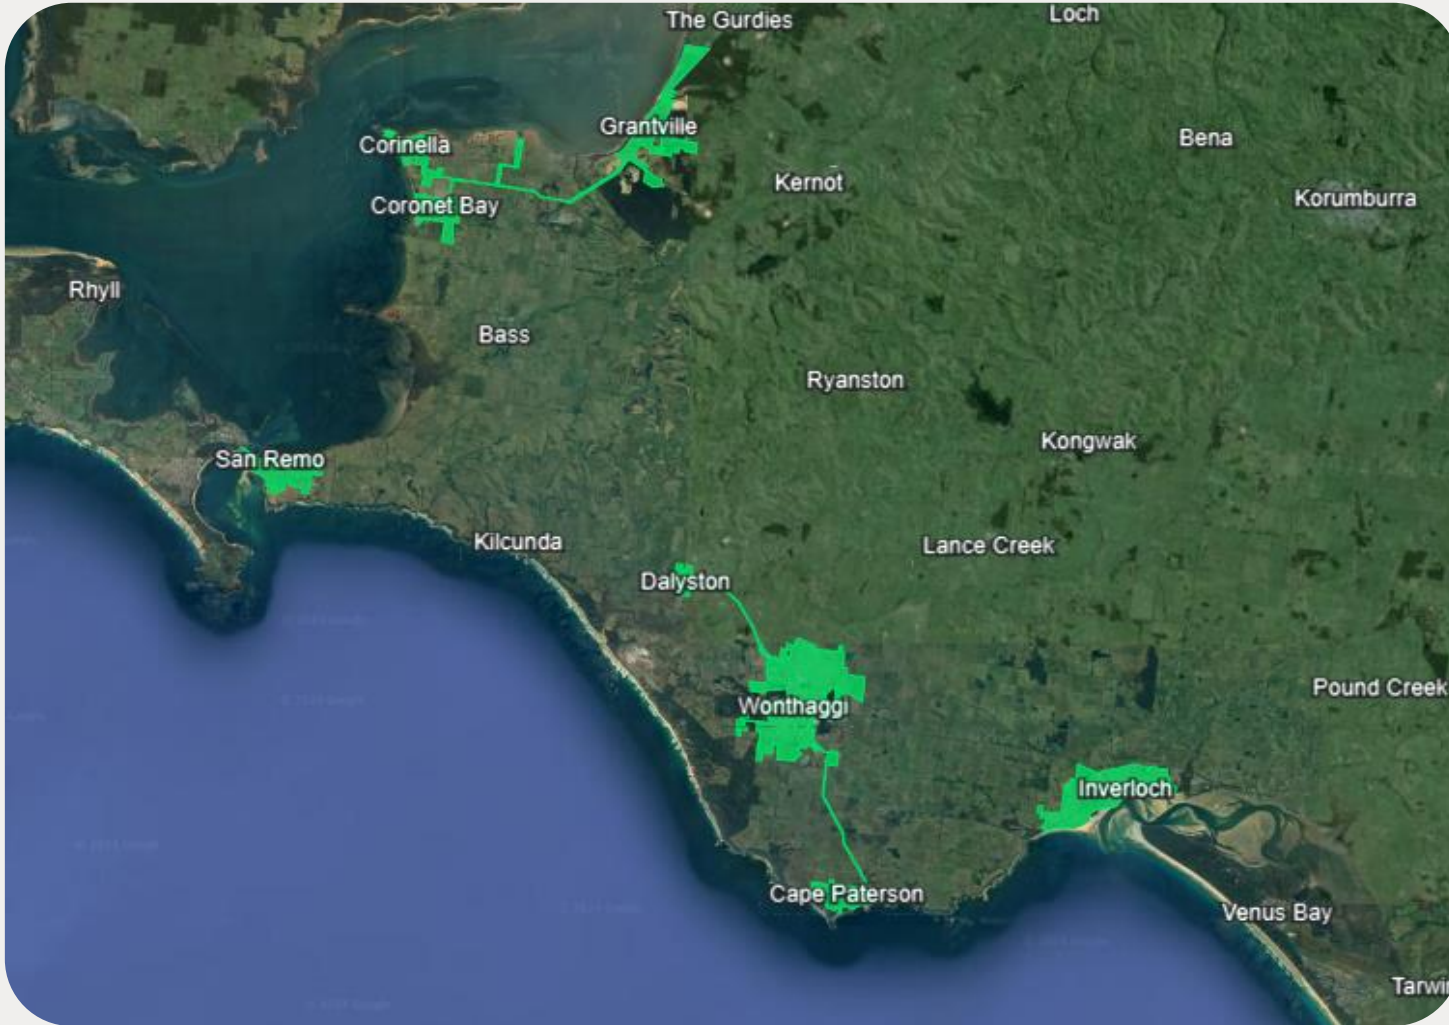 The Gurdies
Loch
Grantville
Bena
Corinella
Kernot
Korumburra
Coronet Bay
Rhyll
Bass
Ryanston
Kongwak
San Remo
Kilcunda
Lance Creek
Dalyston
Pound Creek
Wonthaggi
Inverloch
Cape Paterson
Venus Bay
Tarwi